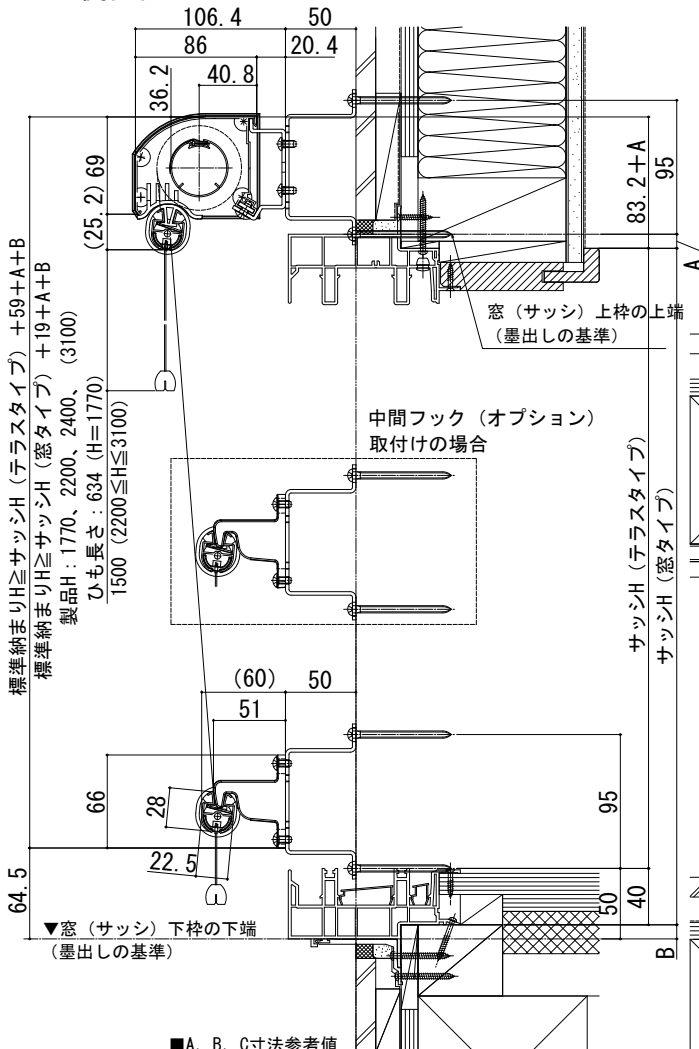 106.4
50
86
20.4
36.2
40.8
69
(25.2)
83.2+A
95
A
窓（サッシ）上枠の上端
（墨出しの基準）
標準納まりH≧サッシH（テラスタイプ）+59+A+B
標準納まりH≧サッシH（窓タイプ）+19+A+B
製品H：1770、2200、2400、（3100）
ひも長さ：634（H=1770）
1500（2200≦H≦3100）
中間フック（オプション）
取付けの場合
サッシH（テラスタイプ）
サッシH（窓タイプ）
(60)
50
51
66
28
22.5
95
64.5
50
40
B
▼窓（サッシ）下枠の下端
（墨出しの基準）
■A、B、C寸法参考値